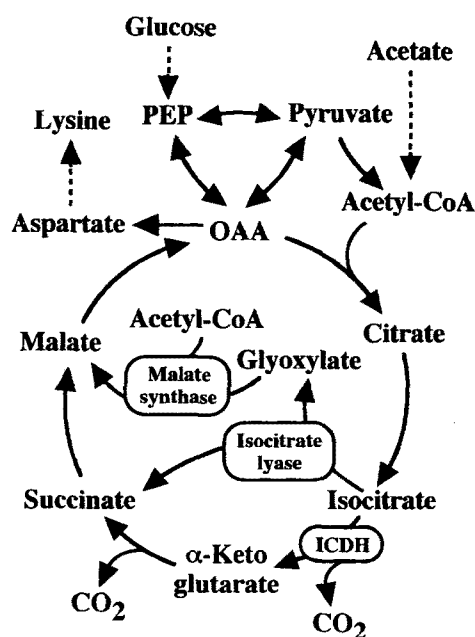 Glucose
Acetate
Lysine
PEP
Pyruvate
Aspartate
OAA
Acetyl-CoA
Acetyl-CoA
Malate
Citrate
Glyoxylate
Malate
synthase
Isocitrate
lyase
Succinate
Isocitrate
ICDH
α-Keto
glutarate
CO2
CO2